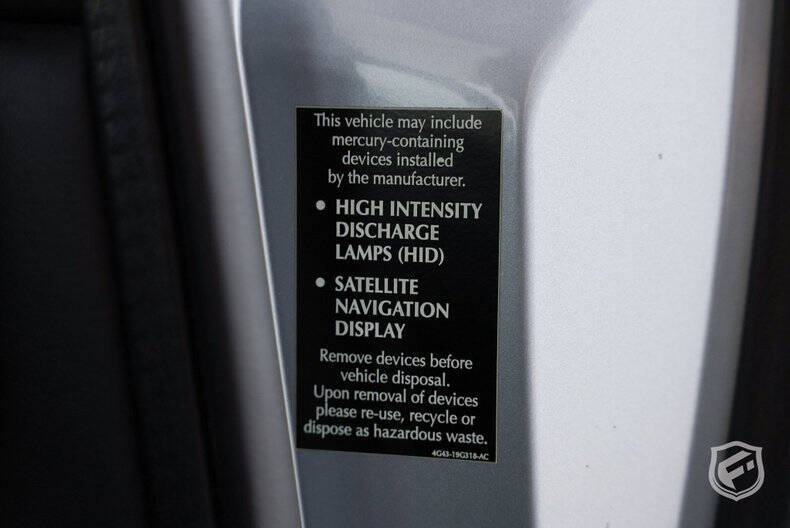 This vehicle may include
mercury-containing
devices installed
by the manufacturer.
• HIGH INTENSITY
DISCHARGE
LAMPS (HID)
• SATELLITE
NAVIGATION
DISPLAY
Remove devices before
vehicle disposal.
Upon removal of devices
please re-use, recycle or
dispose as hazardous waste.
4G43-19G318-AC